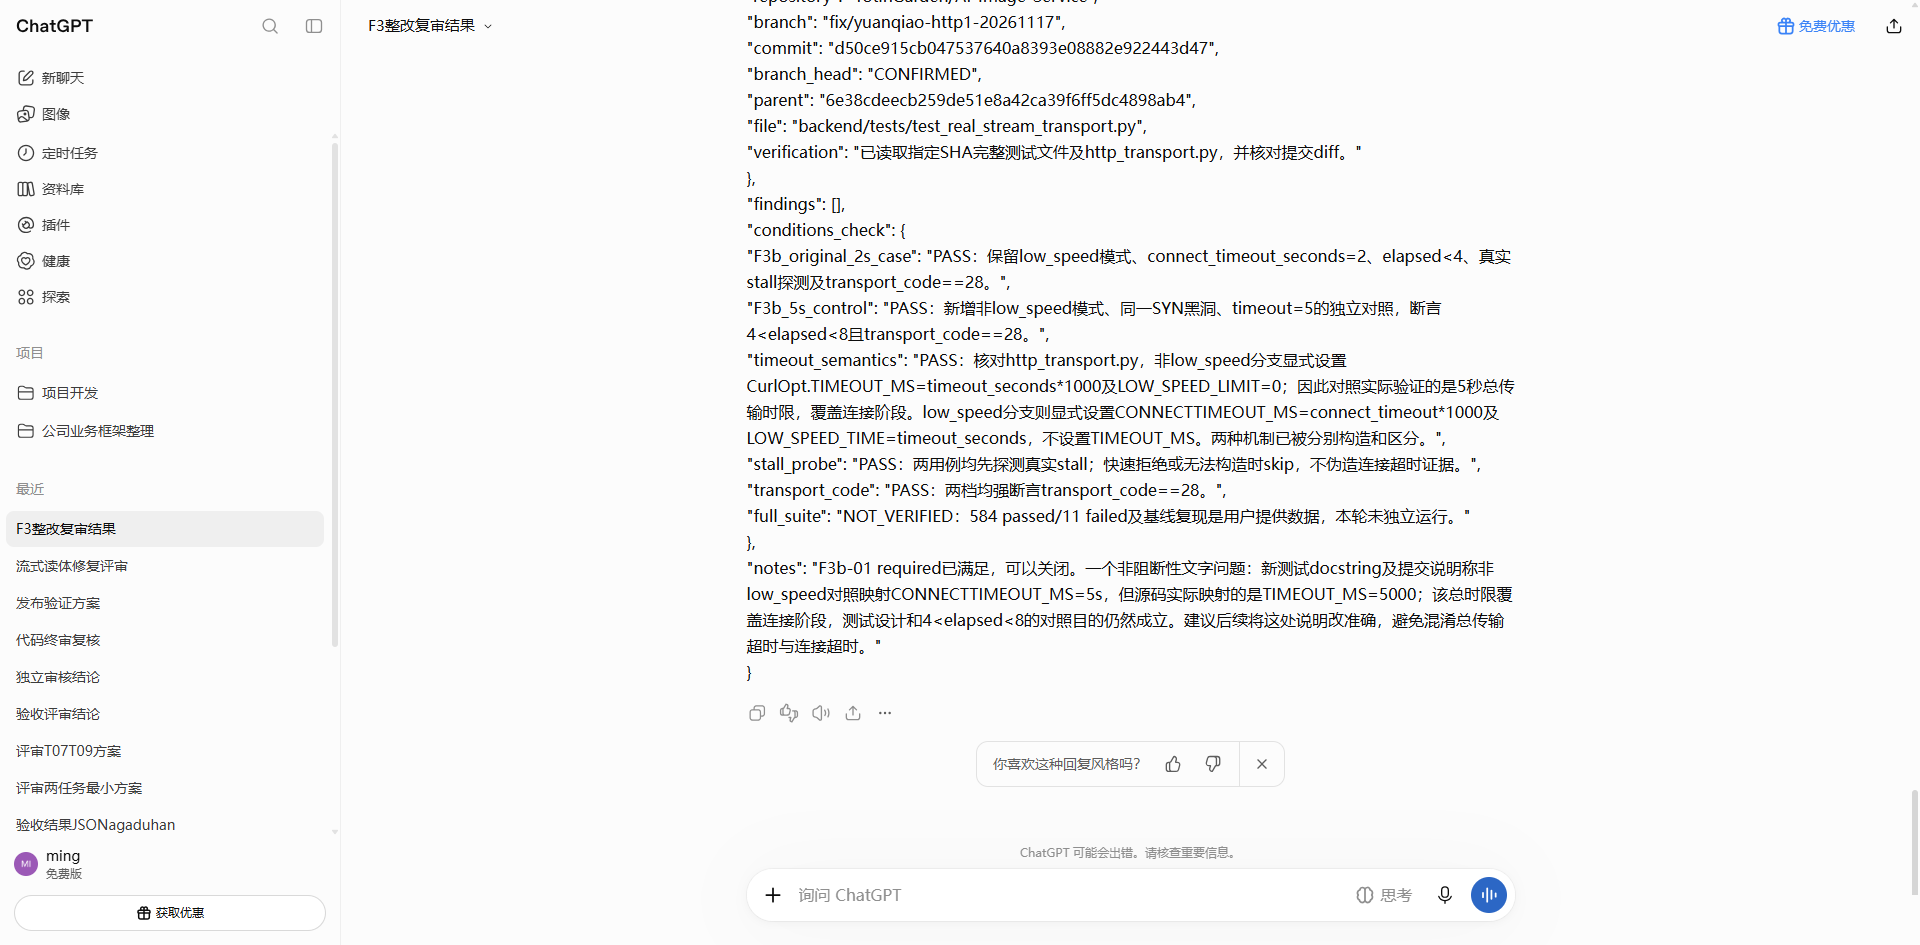 ChatGPT
新聊天
图像
定时任务
资料库
插件
健康
探索
项目
项目开发
公司业务框架整理
最近
F3整改复审结果
流式读体修复评审
发布验证方案
代码终审复核
独立审核结论
验收评审结论
评审T07T09方案
评审两任务最小方案
验收结果JSONagaduhan
MI
ming
免费版
获取优惠
F3整改复审结果
免费优惠
"branch": "fix/yuanqiao-http1-20261117",
"commit": "d50ce915cb047537640a8393e08882e922443d47",
"branch_head": "CONFIRMED",
"parent": "6e38cdeecb259de51e8a42ca39f6ff5dc4898ab4",
"file": "backend/tests/test_real_stream_transport.py",
"verification": "已读取指定SHA完整测试文件及http_transport.py，并核对提交diff。"
},
"findings": [],
"conditions_check": {
"F3b_original_2s_case": "PASS：保留low_speed模式、connect_timeout_seconds=2、elapsed<4、真实
stall探测及transport_code==28。",
"F3b_5s_control": "PASS：新增非low_speed模式、同一SYN黑洞、timeout=5的独立对照，断言
4<elapsed<8且transport_code==28。",
"timeout_semantics": "PASS：核对http_transport.py，非low_speed分支显式设置
CurlOpt.TIMEOUT_MS=timeout_seconds*1000及LOW_SPEED_LIMIT=0；因此对照实际验证的是5秒总传
输时限，覆盖连接阶段。low_speed分支则显式设置CONNECTTIMEOUT_MS=connect_timeout*1000及
LOW_SPEED_TIME=timeout_seconds，不设置TIMEOUT_MS。两种机制已被分别构造和区分。",
"stall_probe": "PASS：两用例均先探测真实stall；快速拒绝或无法构造时skip，不伪造连接超时证据。",
"transport_code": "PASS：两档均强断言transport_code==28。",
"full_suite": "NOT_VERIFIED：584 passed/11 failed及基线复现是用户提供数据，本轮未独立运行。"
},
"notes": "F3b-01 required已满足，可以关闭。一个非阻断性文字问题：新测试docstring及提交说明称非
low_speed对照映射CONNECTTIMEOUT_MS=5s，但源码实际映射的是TIMEOUT_MS=5000；该总时限覆
盖连接阶段，测试设计和4<elapsed<8的对照目的仍然成立。建议后续将这处说明改准确，避免混淆总传输
超时与连接超时。"
}
你喜欢这种回复风格吗？
ChatGPT 可能会出错。请核查重要信息。
询问 ChatGPT
思考